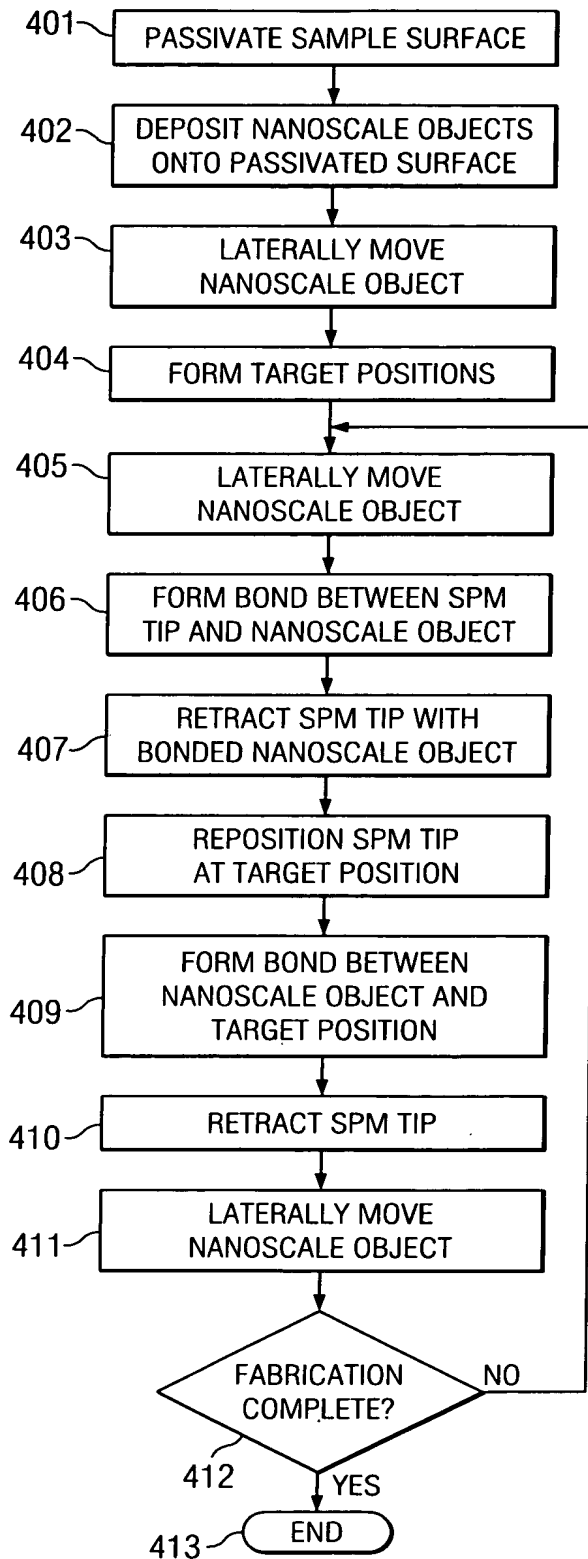 401
PASSIVATE SAMPLE SURFACE
402
DEPOSIT NANOSCALE OBJECTS
ONTO PASSIVATED SURFACE
403
LATERALLY MOVE
NANOSCALE OBJECT
404
FORM TARGET POSITIONS
405
LATERALLY MOVE
NANOSCALE OBJECT
406
FORM BOND BETWEEN SPM
TIP AND NANOSCALE OBJECT
407
RETRACT SPM TIP WITH
BONDED NANOSCALE OBJECT
408
REPOSITION SPM TIP
AT TARGET POSITION
409
FORM BOND BETWEEN
NANOSCALE OBJECT AND
TARGET POSITION
410
RETRACT SPM TIP
411
LATERALLY MOVE
NANOSCALE OBJECT
FABRICATION
COMPLETE?
NO
412
YES
413
END